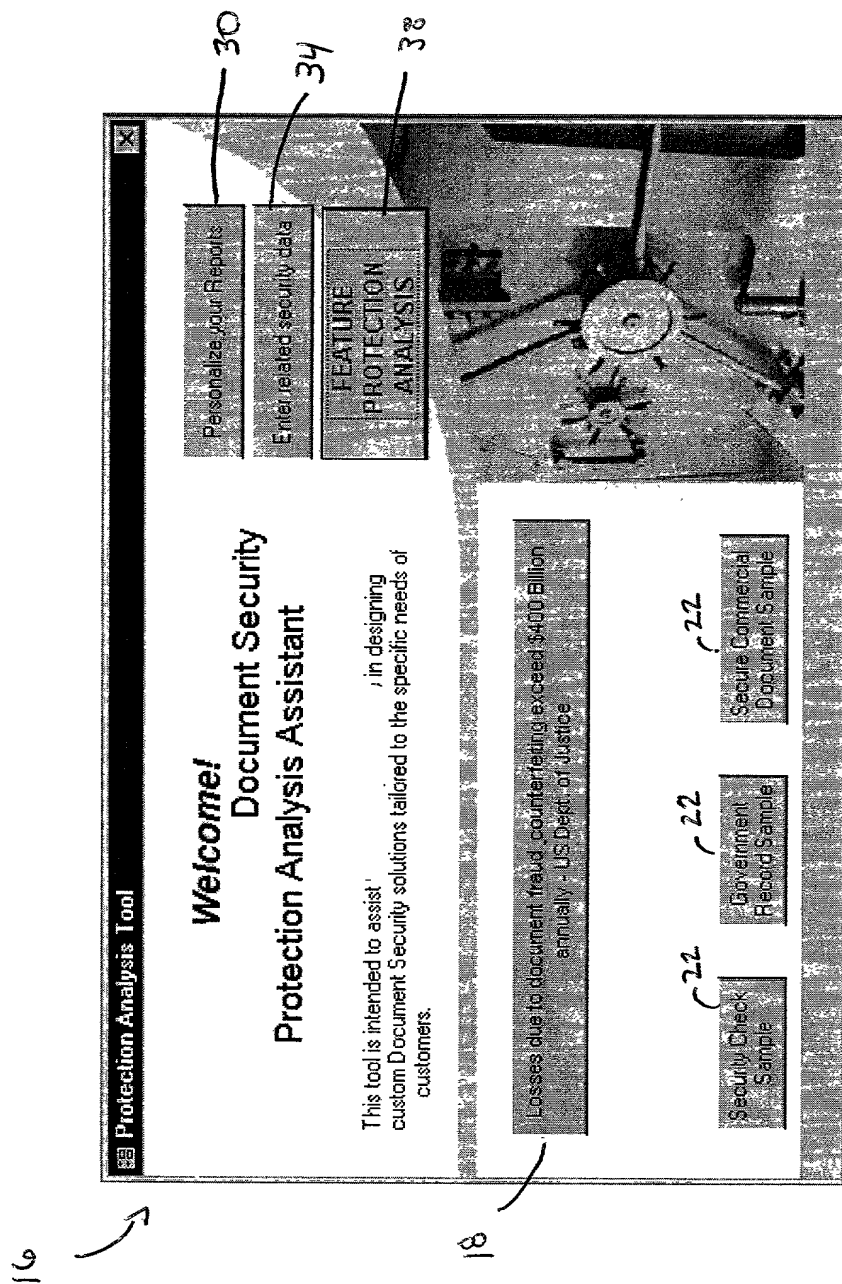 16
Protection Analysis Tool
Welcome!
Document Security
Protection Analysis Assistant
This tool is intended to assist in designing
custom Document Security solutions tailored to the specific needs of
customers.
Personalize your Reports
30
Enter related security data
34
FEATURE
PROTECTION
ANALYSIS
38
18
Losses due to document fraud counterfeiting exceed $400 Billion
annually - US Dept. of Justice
22
Security Check
Sample
22
Government
Record Sample
22
Secure Commercial
Document Sample